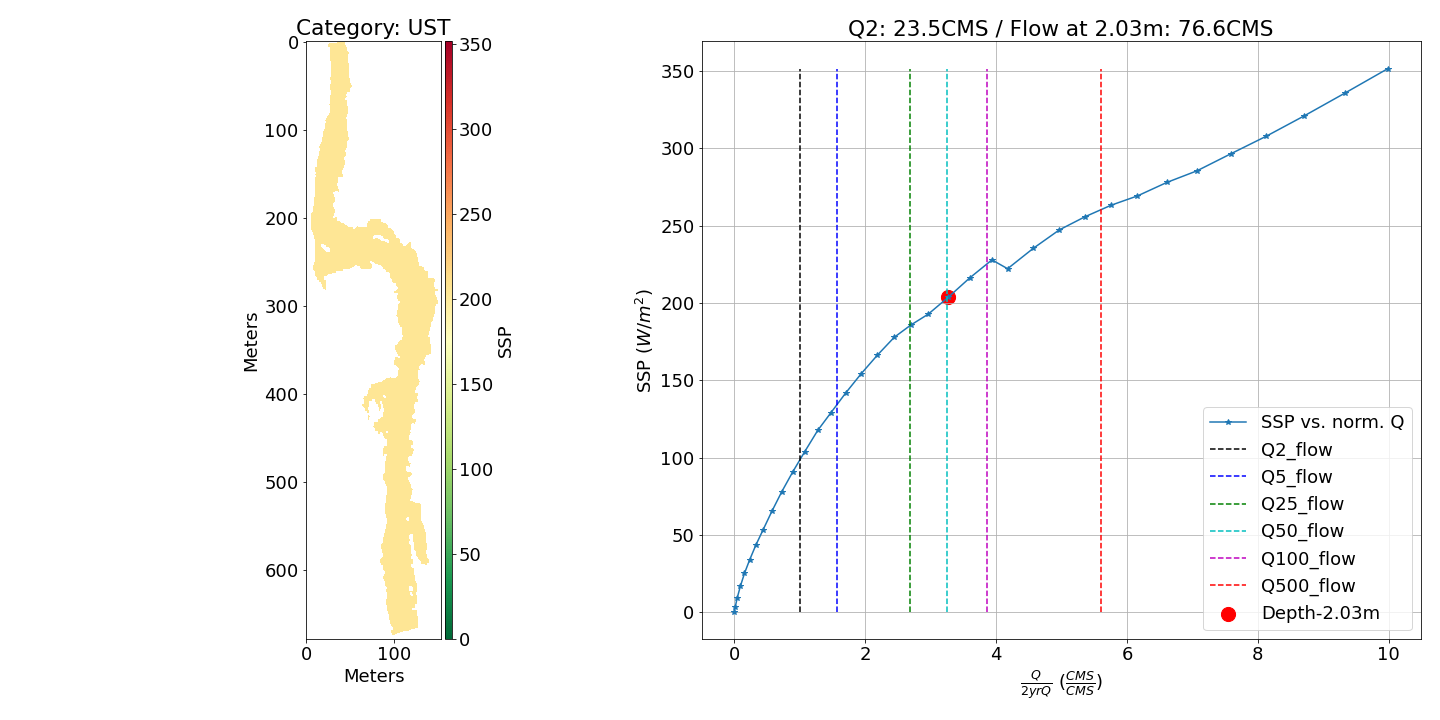 Category: UST
0
100
200
300
400
500
600
Meters
0 100
Meters
350
300
250
200
150
100
50
0
SSP
Q2: 23.5CMS / Flow at 2.03m: 76.6CMS
350
300
250
200
150
100
50
0
SSP (W/m²)
0 2 4 6 8 10
Q/2yrQ (CMS/CMS)
SSP vs. norm. Q
Q2_flow
Q5_flow
Q25_flow
Q50_flow
Q100_flow
Q500_flow
Depth-2.03m